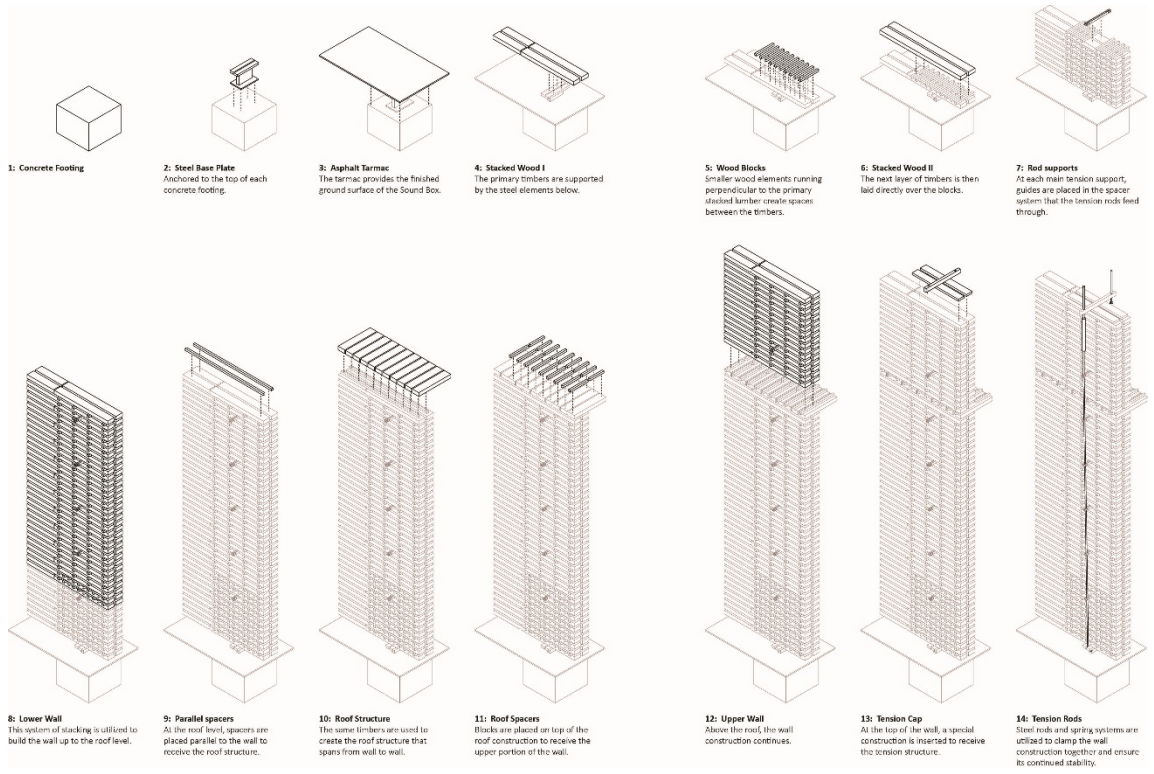 1: Concrete Footing
2: Steel Base Plate
Anchored to the top of each
concrete footing.
3: Asphalt Tarmac
The tarmac provides the finished
ground surface of the Sound Box.
4: Stacked Wood I
The primary timbers are supported
by the steel elements below.
5: Wood Blocks
Smaller wood elements running
perpendicular to the primary
stacked lumber create spaces
between the timbers.
6: Stacked Wood II
The next layer of timbers is then
laid directly over the blocks.
7: Rod supports
At each main tension support,
guides are placed in the spacer
system that the tension rods feed
through.
8: Lower Wall
This system of stacking is utilized to
build the wall up to the roof level.
9: Parallel spacers
At the roof level, spacers are
placed parallel to the wall to
receive the roof structure.
10: Roof Structure
The same timbers are used to
create the roof structure that
spans from wall to wall.
11: Roof Spacers
Blocks are placed on top of the
roof construction to receive the
upper portion of the wall.
12: Upper Wall
Above the roof, the wall
construction continues.
13: Tension Cap
At the top of the wall, a special
construction is inserted to receive
the tension structure.
14: Tension Rods
Steel rods and spring systems are
utilized to clamp the wall
construction together and ensure
its continued stability.